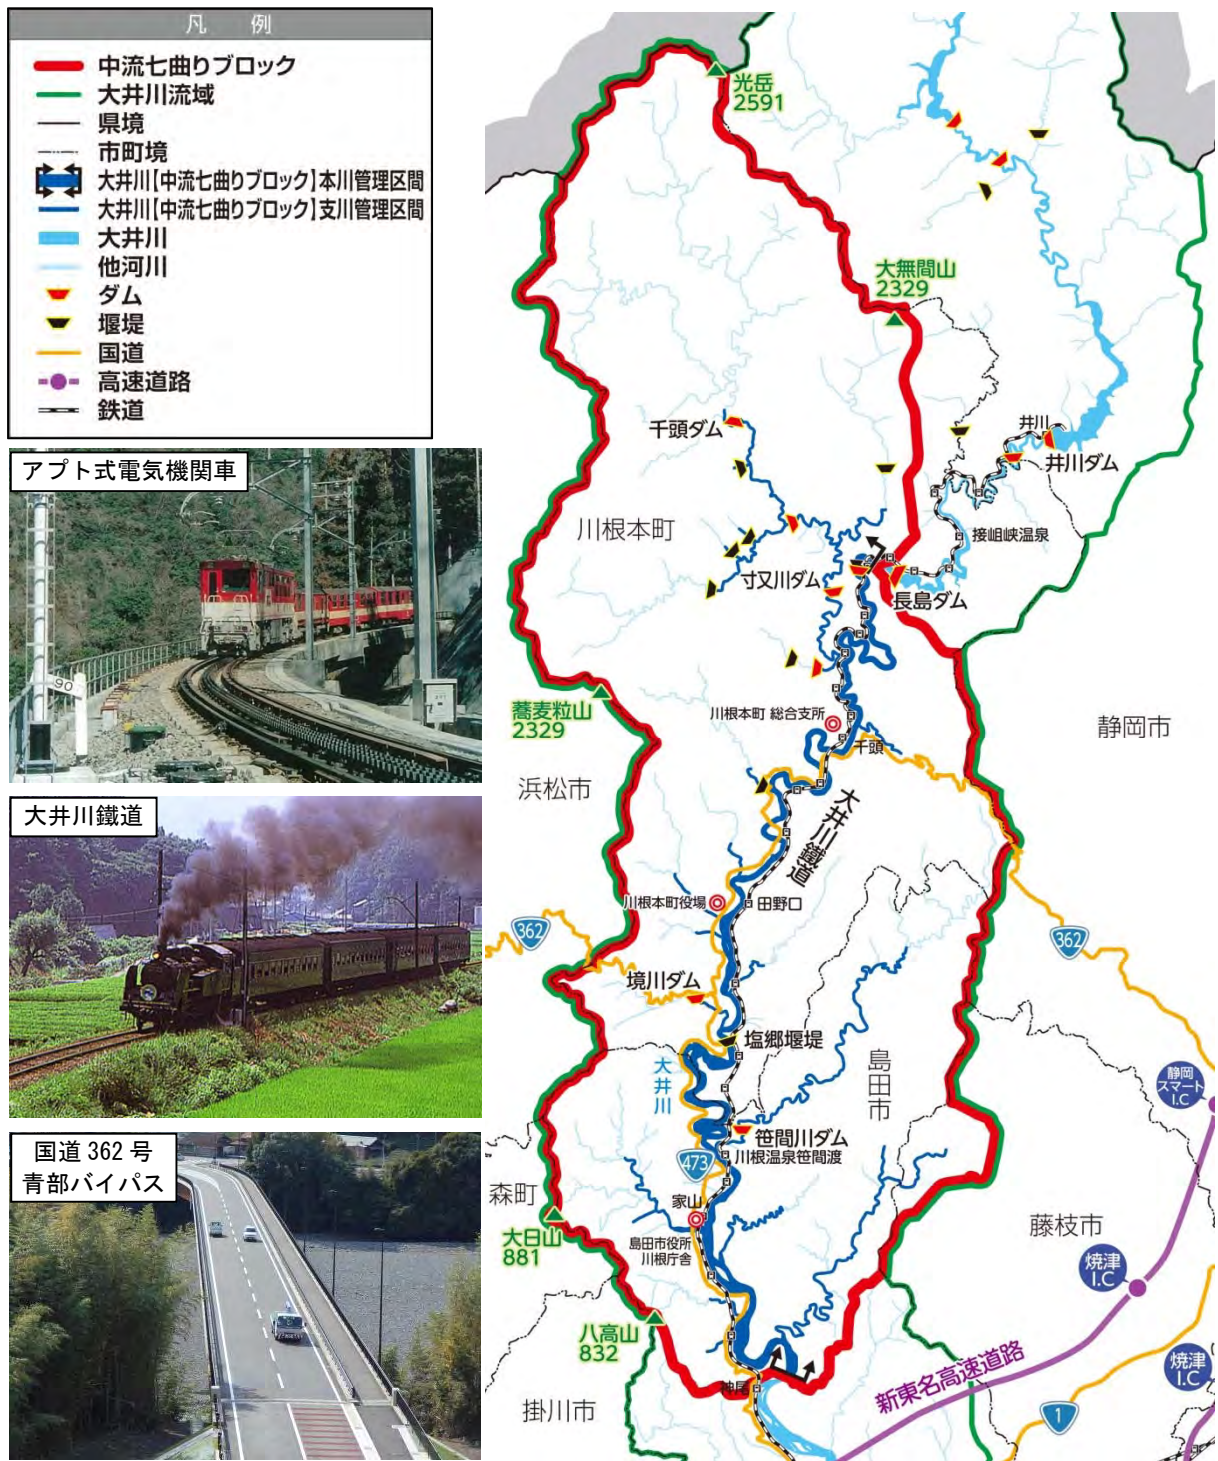 凡 例
中流七曲りブロック
大井川流域
県境
市町境
大井川【中流七曲りブロック】本川管理区間
大井川【中流七曲りブロック】支川管理区間
大井川
他河川
ダム
堰堤
国道
高速道路
鉄道
アプト式電気機関車
90
大井川鐵道
国道 362 号
青部バイパス
光岳
2591
大無間山
2329
千頭ダム
井川
井川ダム
川根本町
接岨峡温泉
寸又川ダム
長島ダム
蕎麦粒山
2329
川根本町 総合支所
千頭
静岡市
浜松市
大井川鐵道
川根本町役場
田野口
362
362
境川ダム
塩郷堰堤
大井川
島田市
静岡
スマート
I.C
笹間川ダム
川根温泉笹間渡
473
森町
家山
大日山
881
島田市役所
川根庁舎
藤枝市
焼津
I.C
八高山
832
新東名高速道路
焼津
I.C
神尾
掛川市
1